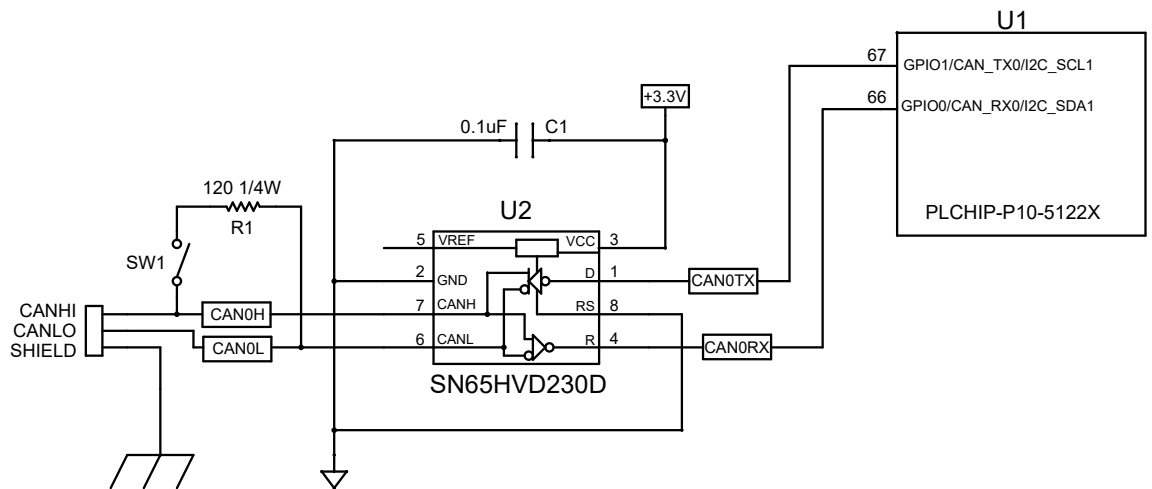 U1
67
GPIO1/CAN_TX0/I2C_SCL1
66
GPIO0/CAN_RX0/I2C_SDA1
PLCHIP-P10-5122X
+3.3V
0.1uF
C1
120 1/4W
R1
SW1
U2
5
VREF
VCC
3
2
GND
D
1
CAN0TX
7
CANH
RS
8
6
CANL
R
4
CAN0RX
SN65HVD230D
CANHI
CANLO
SHIELD
CAN0H
CAN0L